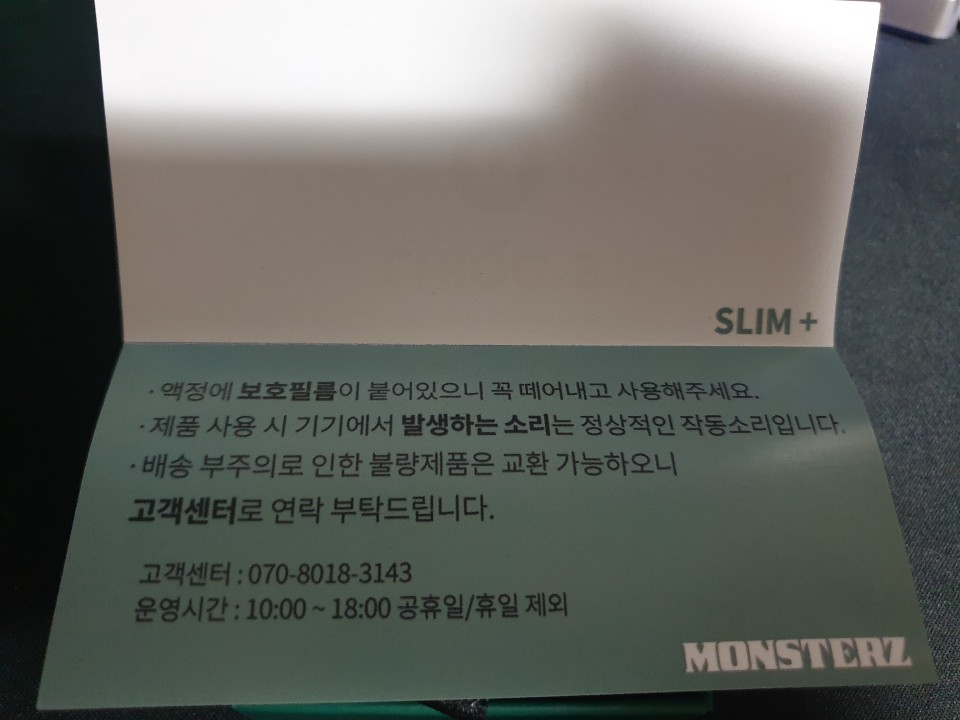 SLIM +
· 액정에 보호필름이 붙어있으니 꼭 떼어내고 사용해주세요.
· 제품 사용 시 기기에서 발생하는 소리는 정상적인 작동소리입니다.
· 배송 부주의로 인한 불량제품은 교환 가능하오니
고객센터로 연락 부탁드립니다.
고객센터 : 070-8018-3143
운영시간 : 10:00 ~ 18:00 공휴일/휴일 제외
MONSTERZ